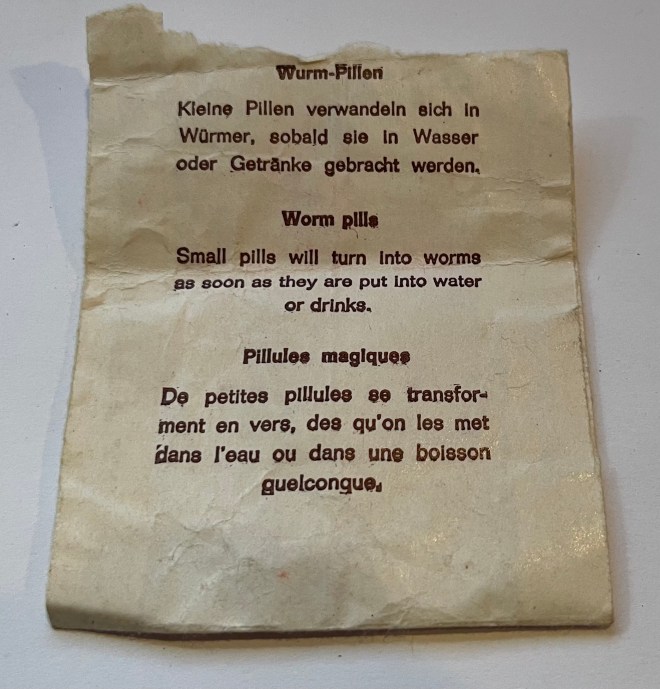 Wurm-Pillen
Kleine Pillen verwandeln sich in
Würmer, sobald sie in Wasser
oder Getränke gebracht werden.
Worm pills
Small pills will turn into worms
as soon as they are put into water
or drinks.
Pillules magiques
De petites pillules se transfor-
ment en vers, des qu'on les met
dans l'eau ou dans une boisson
quelconque.